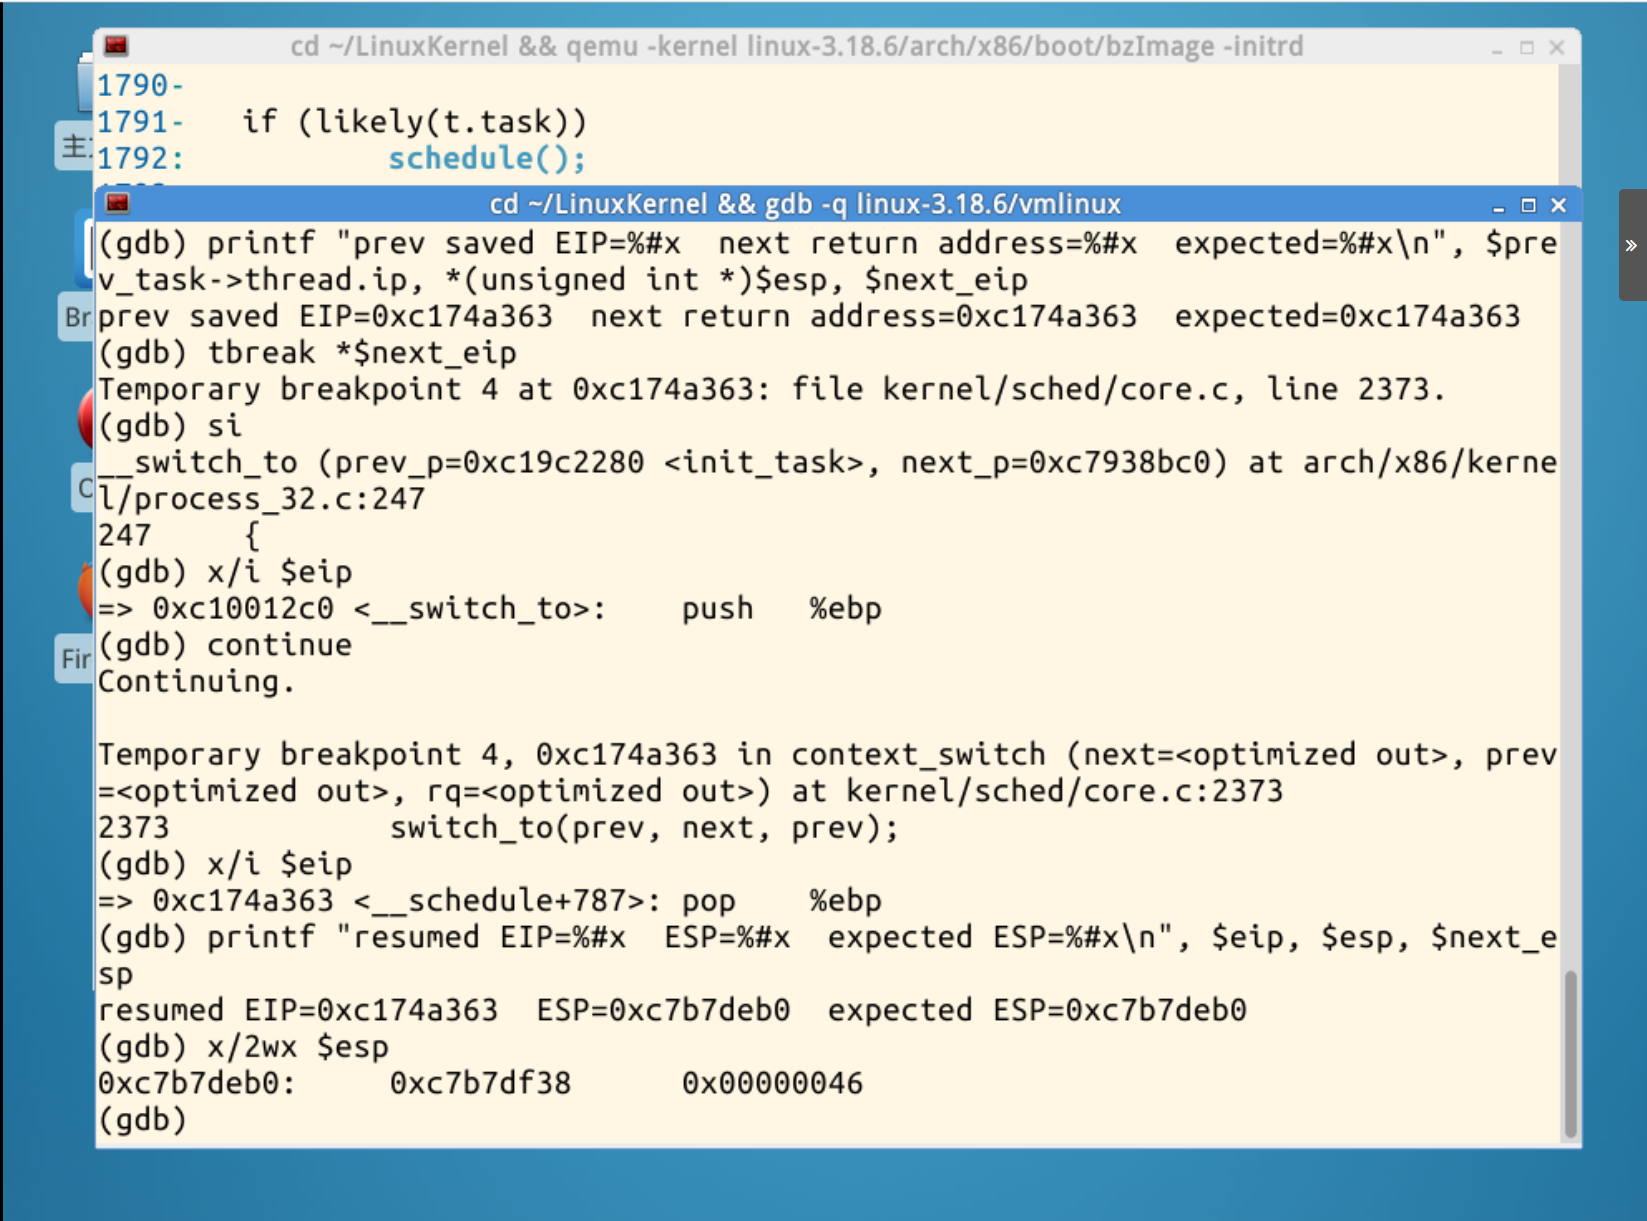 cd ~/LinuxKernel && qemu -kernel linux-3.18.6/arch/x86/boot/bzImage -initrd
1790-
1791-   if (likely(t.task))
1792:           schedule();
主
Br
C
Fir
»
cd ~/LinuxKernel && gdb -q linux-3.18.6/vmlinux
(gdb) printf "prev saved EIP=%#x  next return address=%#x  expected=%#x\n", $pre
v_task->thread.ip, *(unsigned int *)$esp, $next_eip
prev saved EIP=0xc174a363  next return address=0xc174a363  expected=0xc174a363
(gdb) tbreak *$next_eip
Temporary breakpoint 4 at 0xc174a363: file kernel/sched/core.c, line 2373.
(gdb) si
__switch_to (prev_p=0xc19c2280 <init_task>, next_p=0xc7938bc0) at arch/x86/kerne
l/process_32.c:247
247     {
(gdb) x/i $eip
=> 0xc10012c0 <__switch_to>:    push   %ebp
(gdb) continue
Continuing.

Temporary breakpoint 4, 0xc174a363 in context_switch (next=<optimized out>, prev
=<optimized out>, rq=<optimized out>) at kernel/sched/core.c:2373
2373            switch_to(prev, next, prev);
(gdb) x/i $eip
=> 0xc174a363 <__schedule+787>: pop    %ebp
(gdb) printf "resumed EIP=%#x  ESP=%#x  expected ESP=%#x\n", $eip, $esp, $next_e
sp
resumed EIP=0xc174a363  ESP=0xc7b7deb0  expected ESP=0xc7b7deb0
(gdb) x/2wx $esp
0xc7b7deb0:     0xc7b7df38      0x00000046
(gdb)